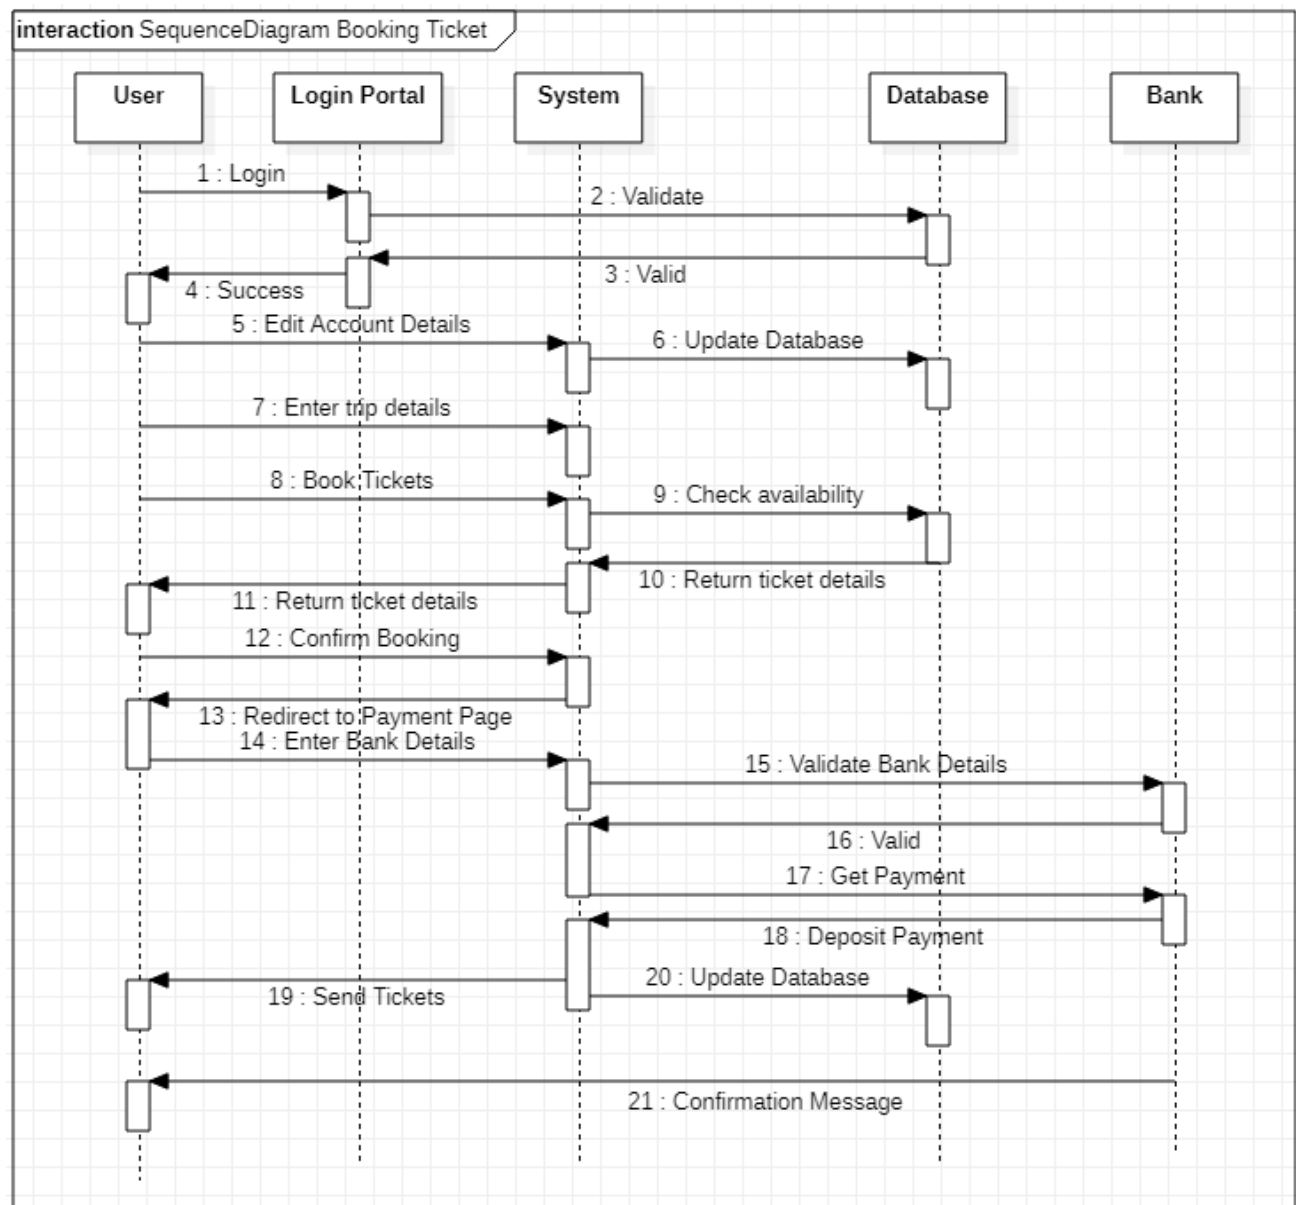 interaction SequenceDiagram Booking Ticket
User
Login Portal
System
Database
Bank
1 : Login
2 : Validate
3 : Valid
4 : Success
5 : Edit Account Details
6 : Update Database
7 : Enter trip details
8 : Book Tickets
9 : Check availability
10 : Return ticket details
11 : Return ticket details
12 : Confirm Booking
13 : Redirect to Payment Page
14 : Enter Bank Details
15 : Validate Bank Details
16 : Valid
17 : Get Payment
18 : Deposit Payment
19 : Send Tickets
20 : Update Database
21 : Confirmation Message